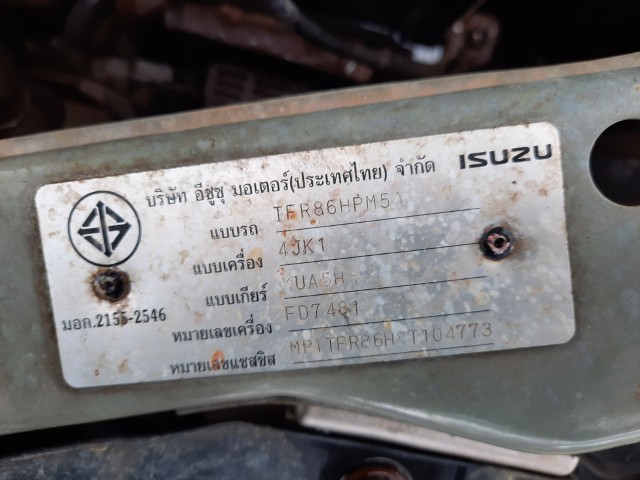 บริษัท อีซูซุ มอเตอร์(ประเทศไทย) จำกัด ISUZU
แบบรถ TFR86HPM51
แบบเครื่อง 4JK1
แบบเกียร์ MUA5H
มอก.2155-2546
หมายเลขเครื่อง FD7481
หมายเลขแชสซิส